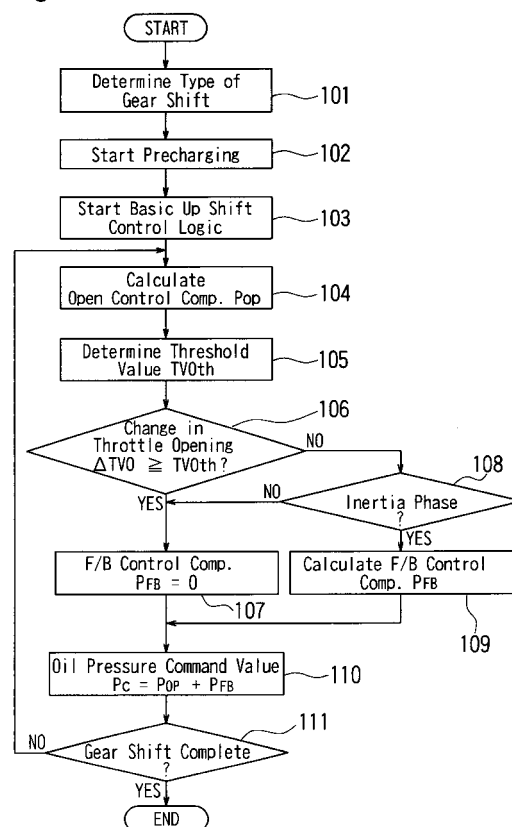 START
Determine Type of
Gear Shift
101
Start Precharging
102
Start Basic Up Shift
Control Logic
103
Calculate
Open Control Comp. Pop
104
Determine Threshold
Value TVOth
105
106
Change in
Throttle Opening
ΔTVO ≧ TVOth?
NO
YES
108
NO
Inertia Phase
?
YES
F/B Control Comp.
PFB = 0
107
Calculate F/B Control
Comp. PFB
109
Oil Pressure Command Value
Pc = POP + PFB
110
111
NO
Gear Shift Complete
?
YES
END